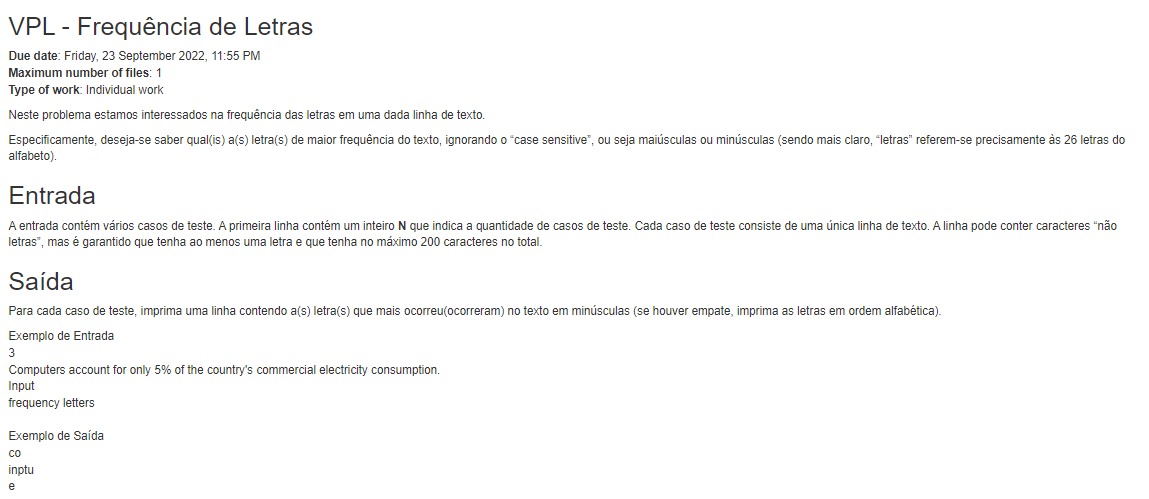 VPL - Frequência de Letras
Due date: Friday, 23 September 2022, 11:55 PM
Maximum number of files: 1
Type of work: Individual work
Neste problema estamos interessados na frequência das letras em uma dada linha de texto.
Especificamente, deseja-se saber qual(is) a(s) letra(s) de maior frequência do texto, ignorando o “case sensitive”, ou seja maiúsculas ou minúsculas (sendo mais claro, “letras” referem-se precisamente às 26 letras do
alfabeto).
Entrada
A entrada contém vários casos de teste. A primeira linha contém um inteiro N que indica a quantidade de casos de teste. Cada caso de teste consiste de uma única linha de texto. A linha pode conter caracteres “não
letras”, mas é garantido que tenha ao menos uma letra e que tenha no máximo 200 caracteres no total.
Saída
Para cada caso de teste, imprima uma linha contendo a(s) letra(s) que mais ocorreu(ocorreram) no texto em minúsculas (se houver empate, imprima as letras em ordem alfabética).
Exemplo de Entrada
3
Computers account for only 5% of the country's commercial electricity consumption.
Input
frequency letters
Exemplo de Saída
co
inptu
e